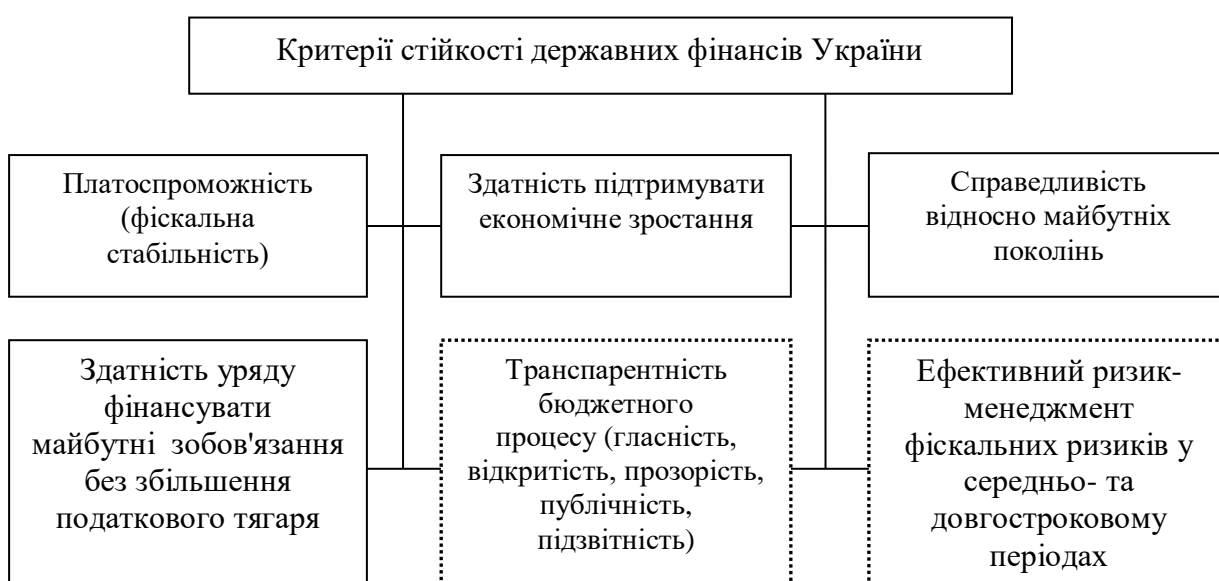 Критерії стійкості державних фінансів України
Платоспроможність
(фіскальна
стабільність)
Здатність підтримувати
економічне зростання
Справедливість
відносно майбутніх
поколінь
Здатність уряду
фінансувати
майбутні зобов'язання
без збільшення
податкового тягаря
Транспарентність
бюджетного
процесу (гласність,
відкритість, прозорість,
публічність,
підзвітність)
Ефективний ризик-
менеджмент
фіскальних ризиків у
середньо- та
довгостроковому
періодах